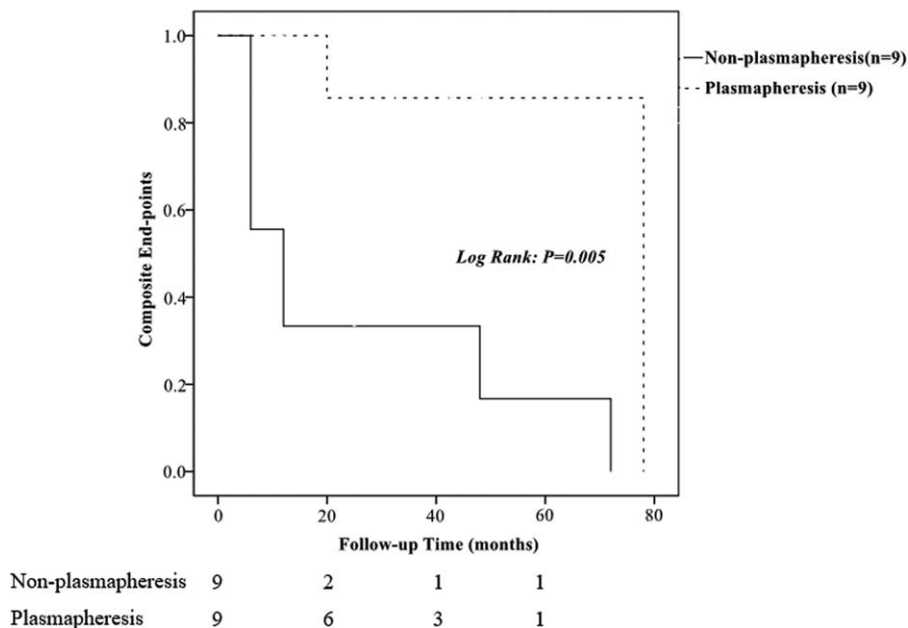 1.0
0.8
0.6
0.4
0.2
0.0
Composite End-points
Non-plasmapheresis(n=9)
Plasmapheresis (n=9)
Log Rank: P=0.005
0 20 40 60 80
Follow-up Time (months)
Non-plasmapheresis 9 2 1 1
Plasmapheresis 9 6 3 1